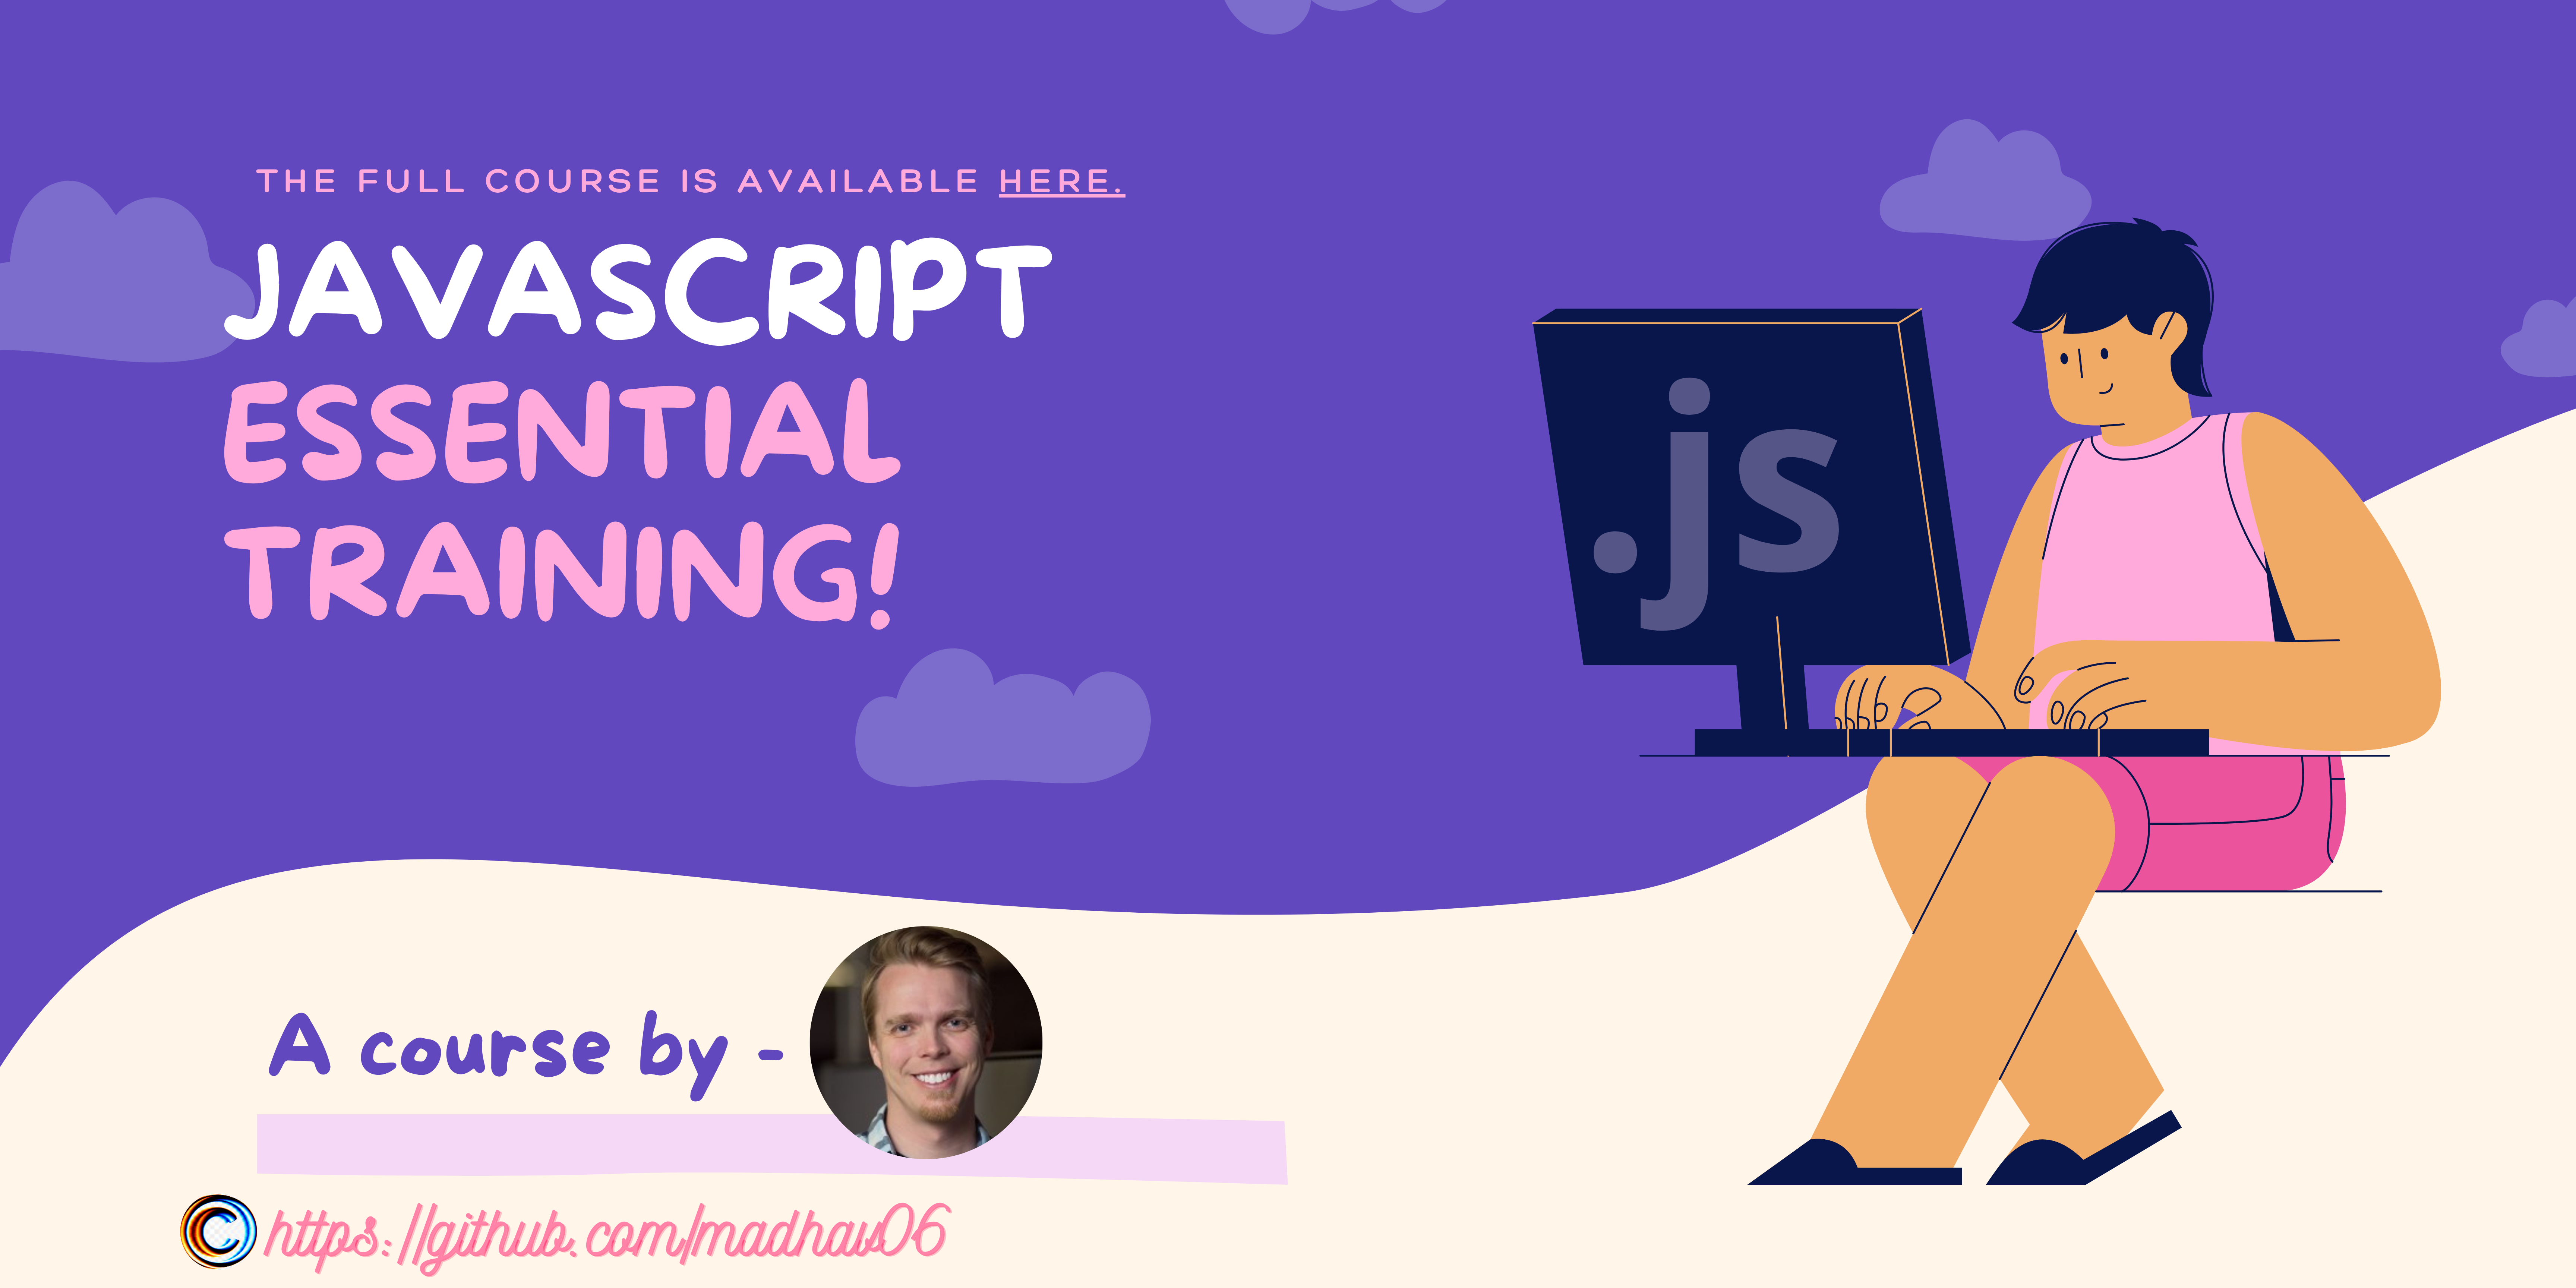 THE FULL COURSE IS AVAILABLE HERE.
JAVASCRIPT
ESSENTIAL
TRAINING!
.js
A course by -
C https://github.com/madhav06